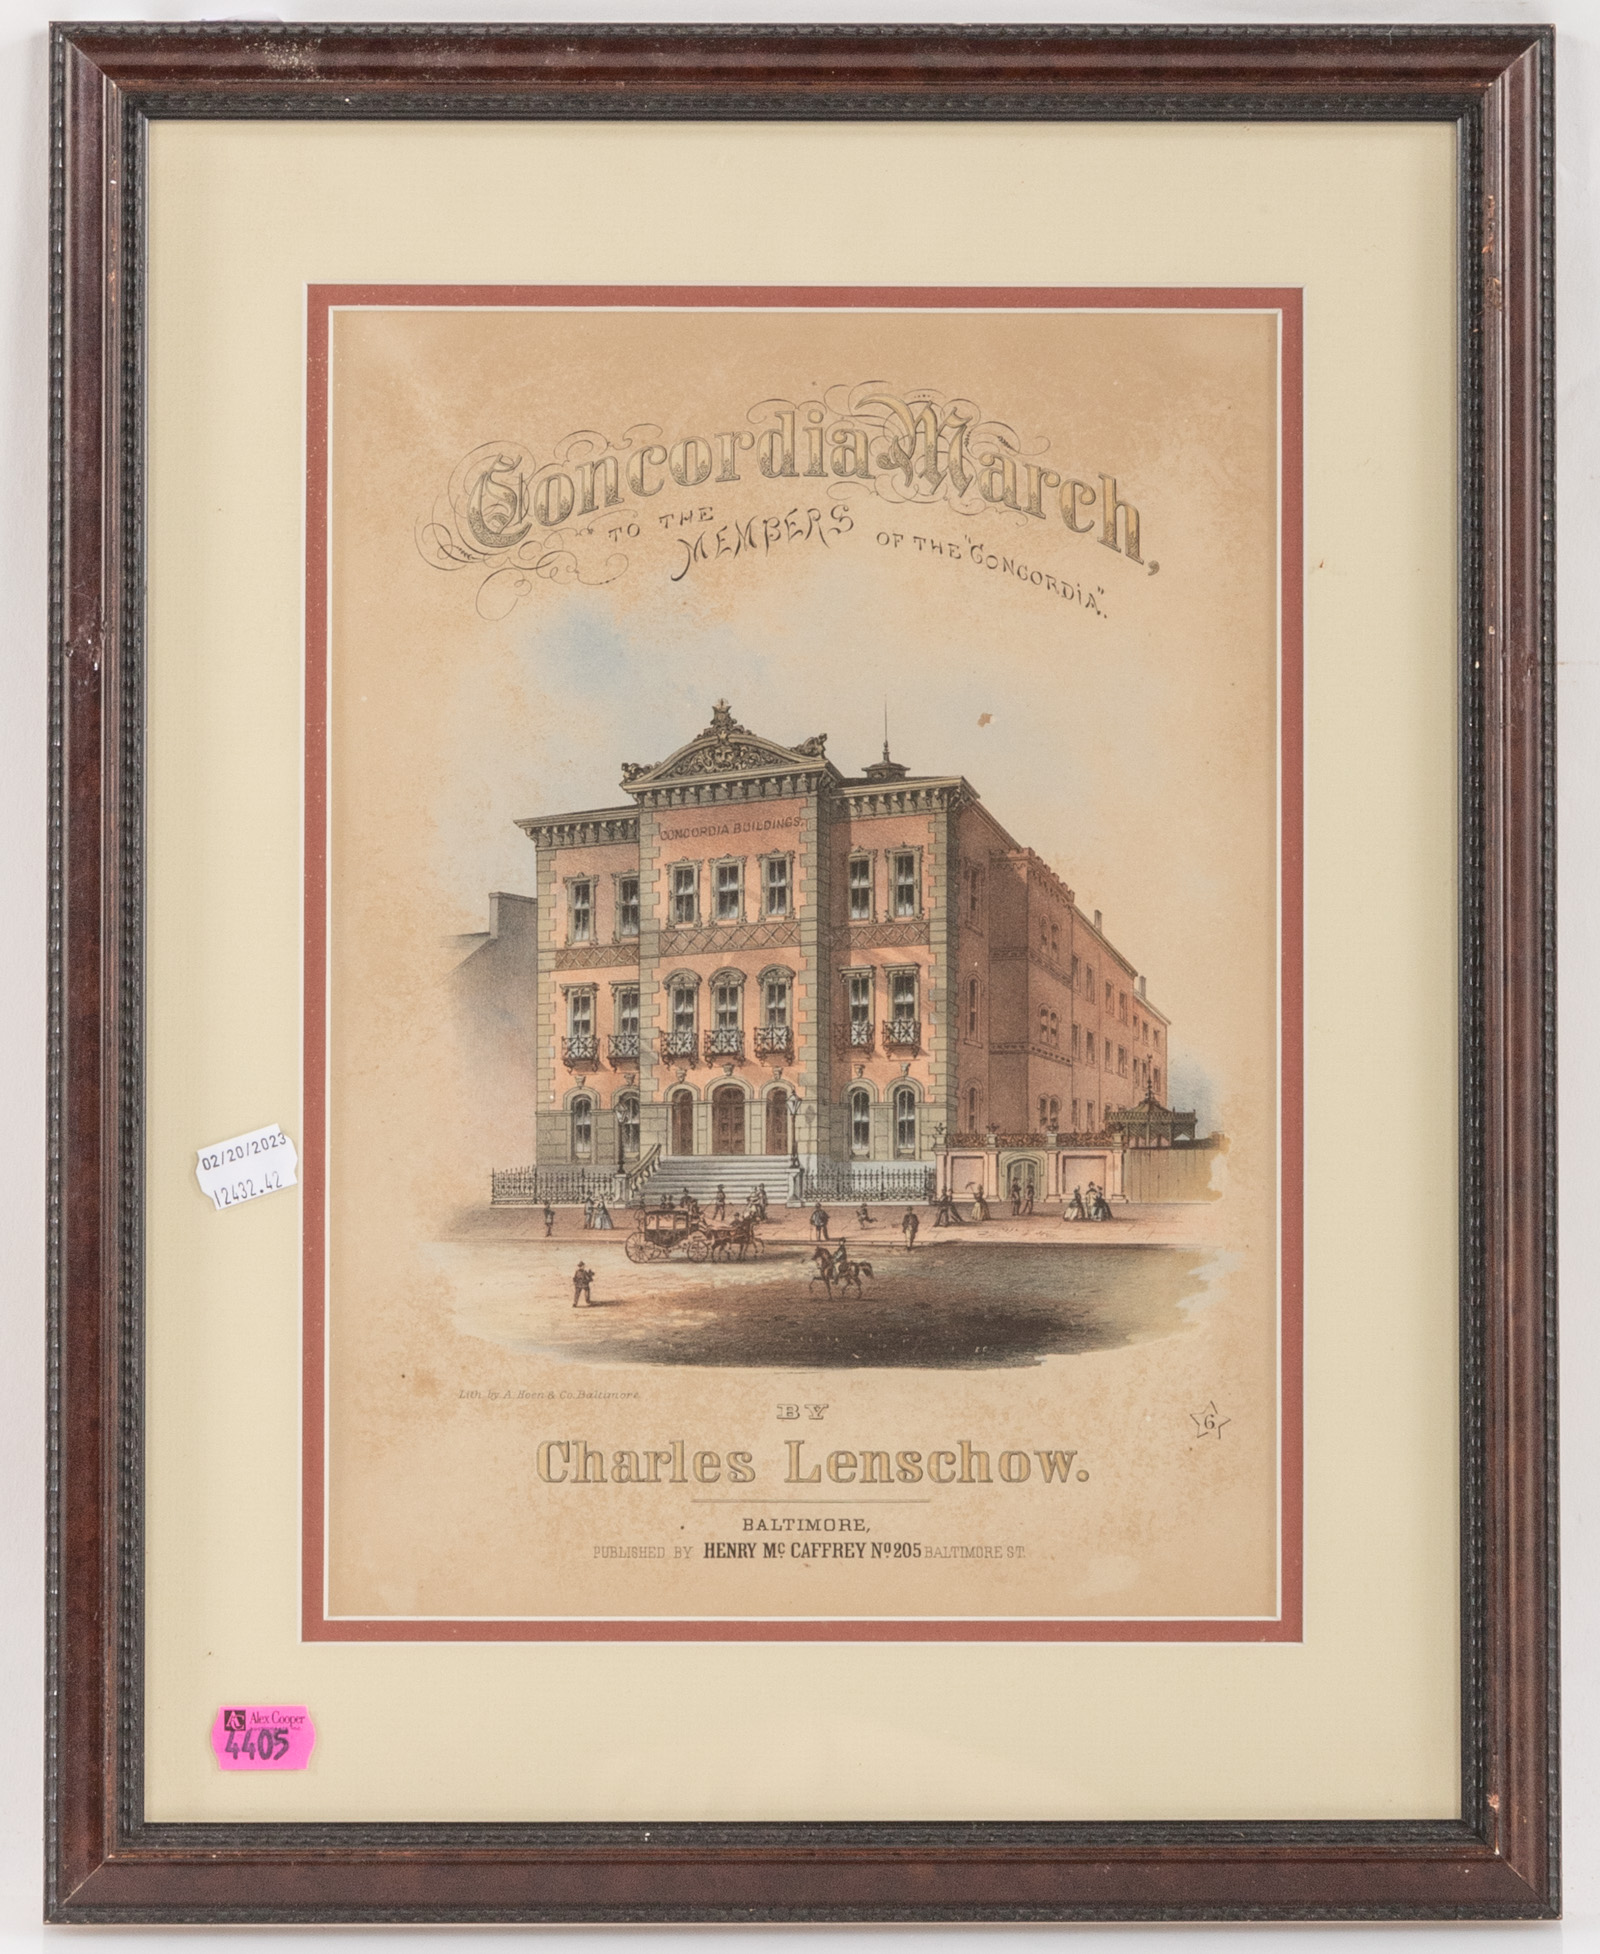 Concordia March,
TO THE MEMBERS OF THE "CONCORDIA".
CONCORDIA BUILDINGS.
Lith. by A. Hoen & Co. Baltimore.
BY
6
Charles Lenschow.
BALTIMORE,
PUBLISHED BY HENRY Mc CAFFREY No 205 BALTIMORE ST.
02/20/2023
12432.42
AC Alex Cooper
4405